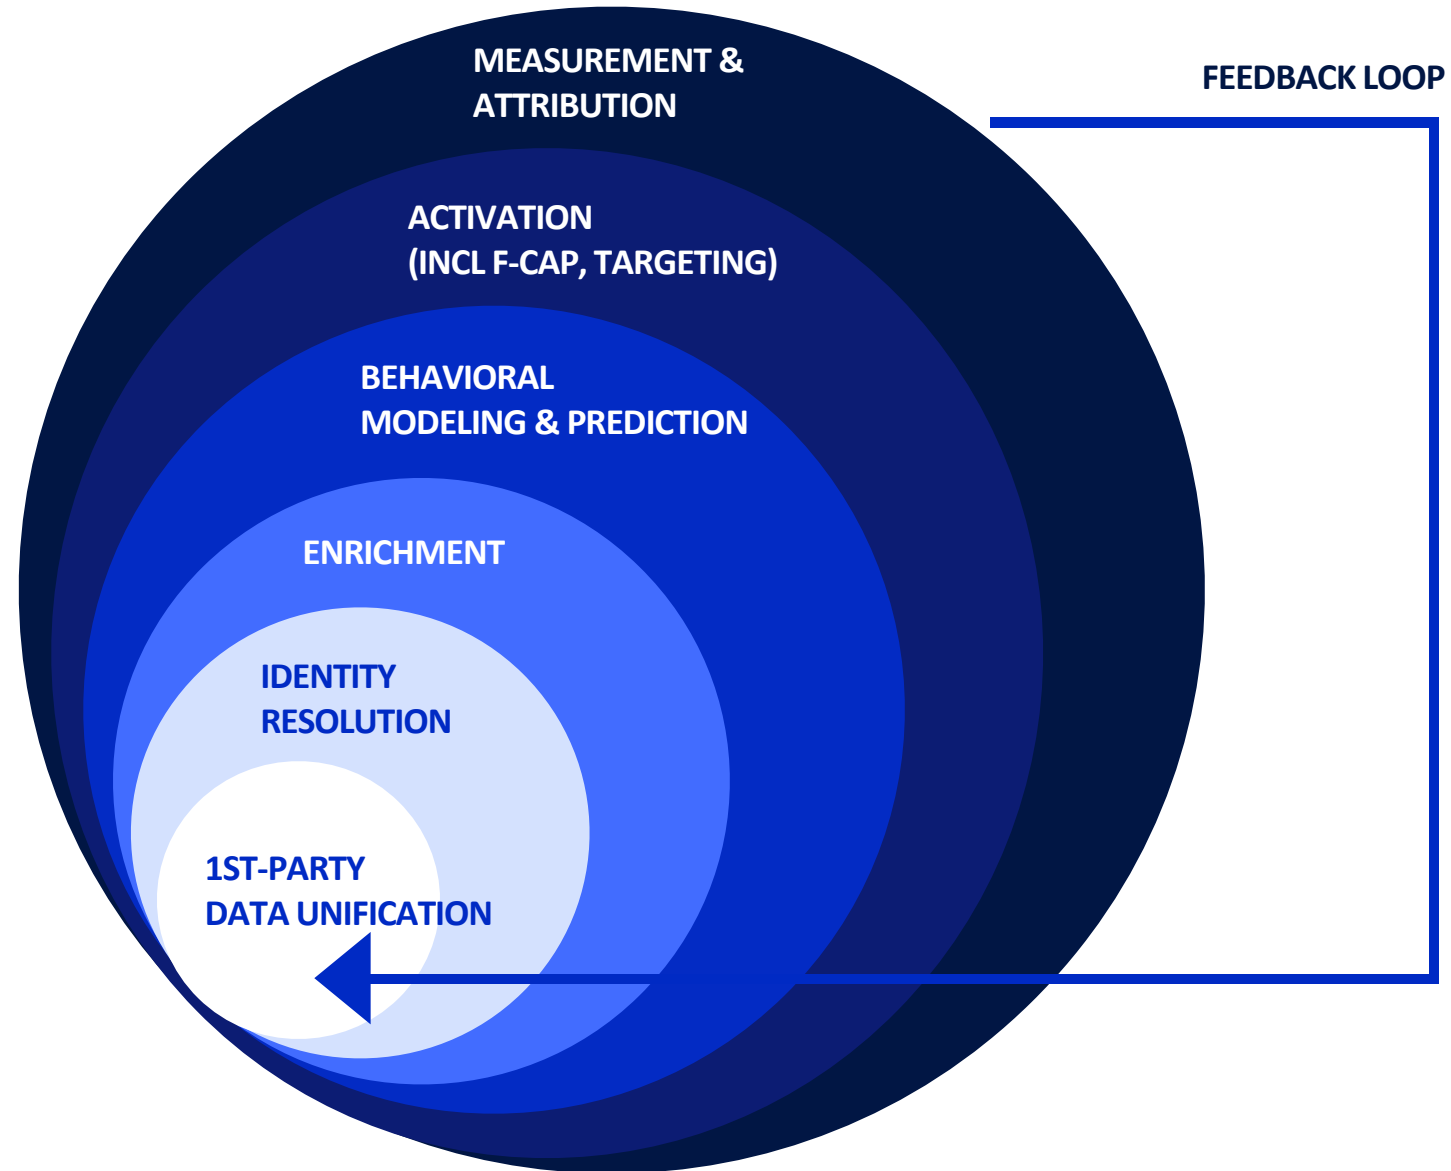 MEASUREMENT &
ATTRIBUTION
FEEDBACK LOOP
ACTIVATION
(INCL F-CAP, TARGETING)
BEHAVIORAL
MODELING & PREDICTION
ENRICHMENT
IDENTITY
RESOLUTION
1ST-PARTY
DATA UNIFICATION